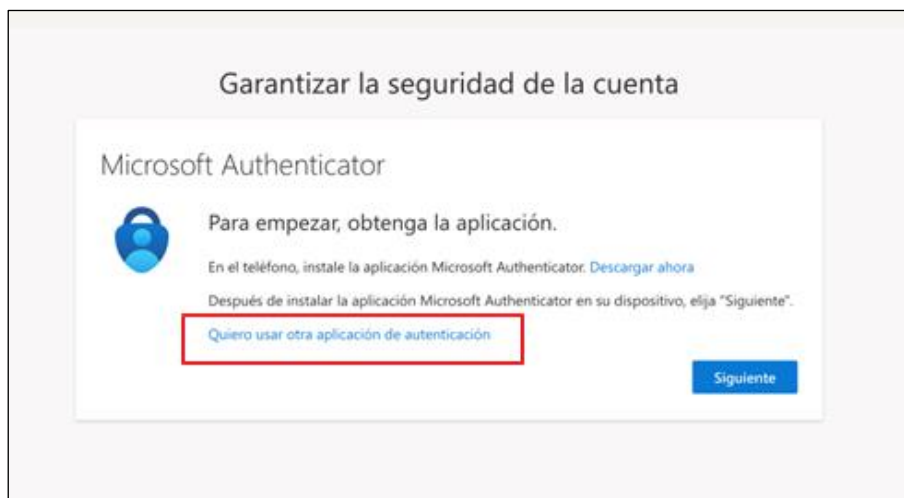 Garantizar la seguridad de la cuenta
Microsoft Authenticator
Para empezar, obtenga la aplicación.
En el teléfono, instale la aplicación Microsoft Authenticator. Descargar ahora
Después de instalar la aplicación Microsoft Authenticator en su dispositivo, elija "Siguiente".
Quiero usar otra aplicación de autenticación
Siguiente